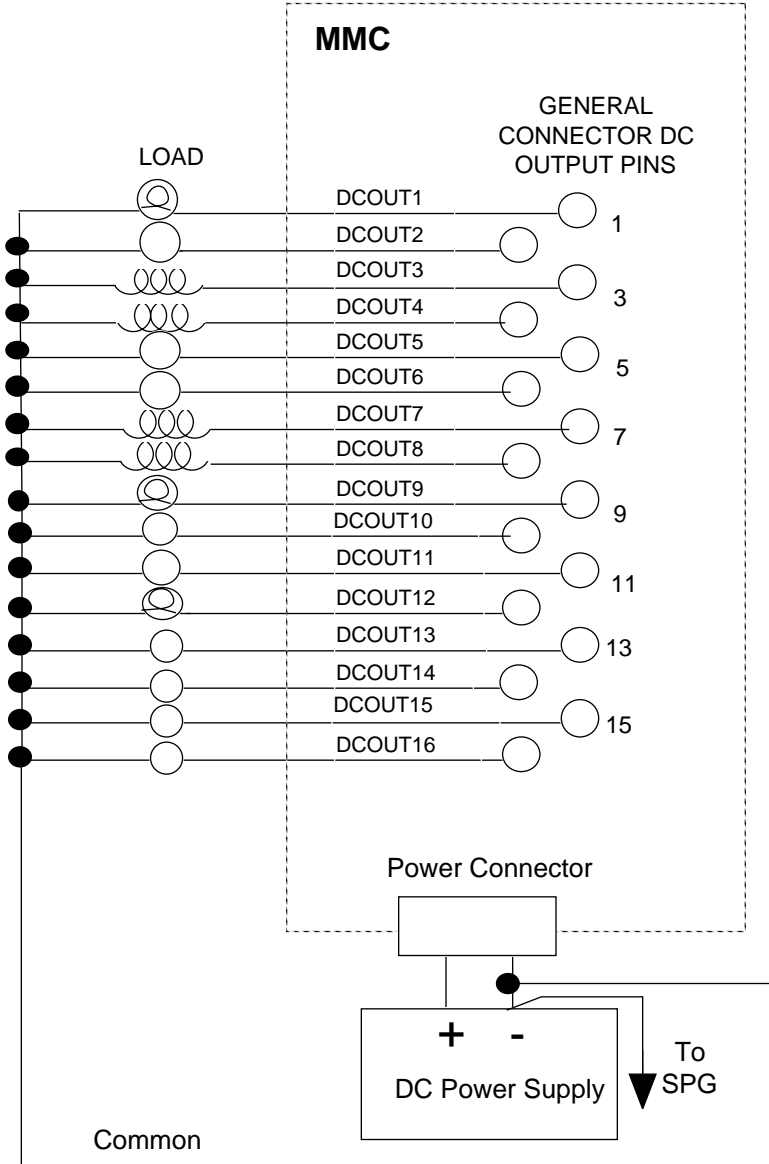 MMC
GENERAL
CONNECTOR DC
OUTPUT PINS
LOAD
DCOUT1
1
DCOUT2
DCOUT3
3
DCOUT4
DCOUT5
5
DCOUT6
DCOUT7
7
DCOUT8
DCOUT9
9
DCOUT10
DCOUT11
11
DCOUT12
DCOUT13
13
DCOUT14
DCOUT15
15
DCOUT16
Power Connector
+ -
DC Power Supply
To
SPG
Common